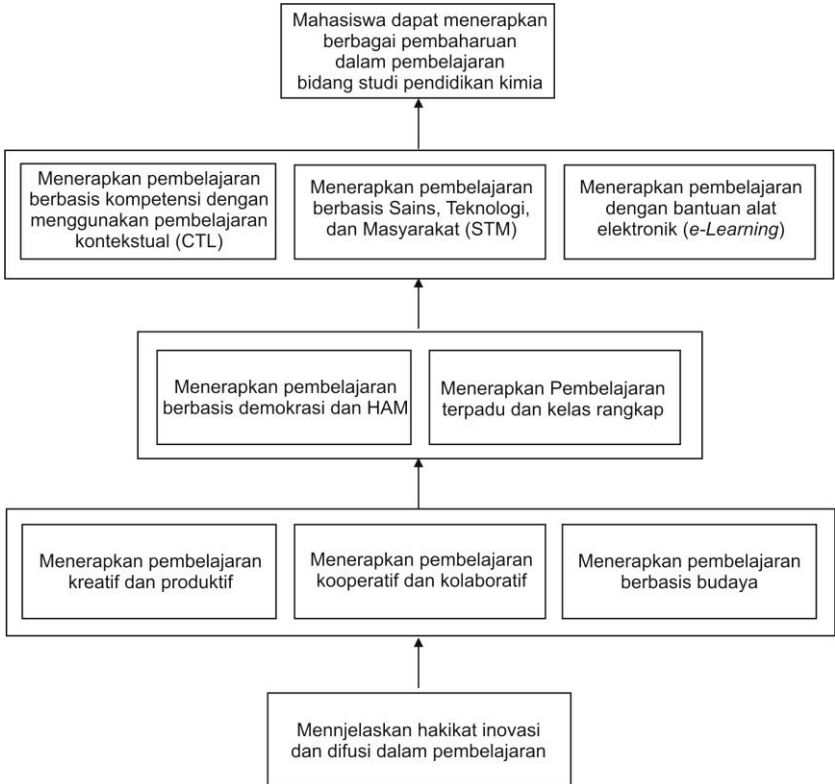 Mahasiswa dapat menerapkan
berbagai pembaharuan
dalam pembelajaran
bidang studi pendidikan kimia
Menerapkan pembelajaran
berbasis kompetensi dengan
menggunakan pembelajaran
kontekstual (CTL)
Menerapkan pembelajaran
berbasis Sains, Teknologi,
dan Masyarakat (STM)
Menerapkan pembelajaran
dengan bantuan alat
elektronik (e-Learning)
Menerapkan pembelajaran
berbasis demokrasi dan HAM
Menerapkan Pembelajaran
terpadu dan kelas rangkap
Menerapkan pembelajaran
kreatif dan produktif
Menerapkan pembelajaran
kooperatif dan kolaboratif
Menerapkan pembelajaran
berbasis budaya
Mennjelaskan hakikat inovasi
dan difusi dalam pembelajaran